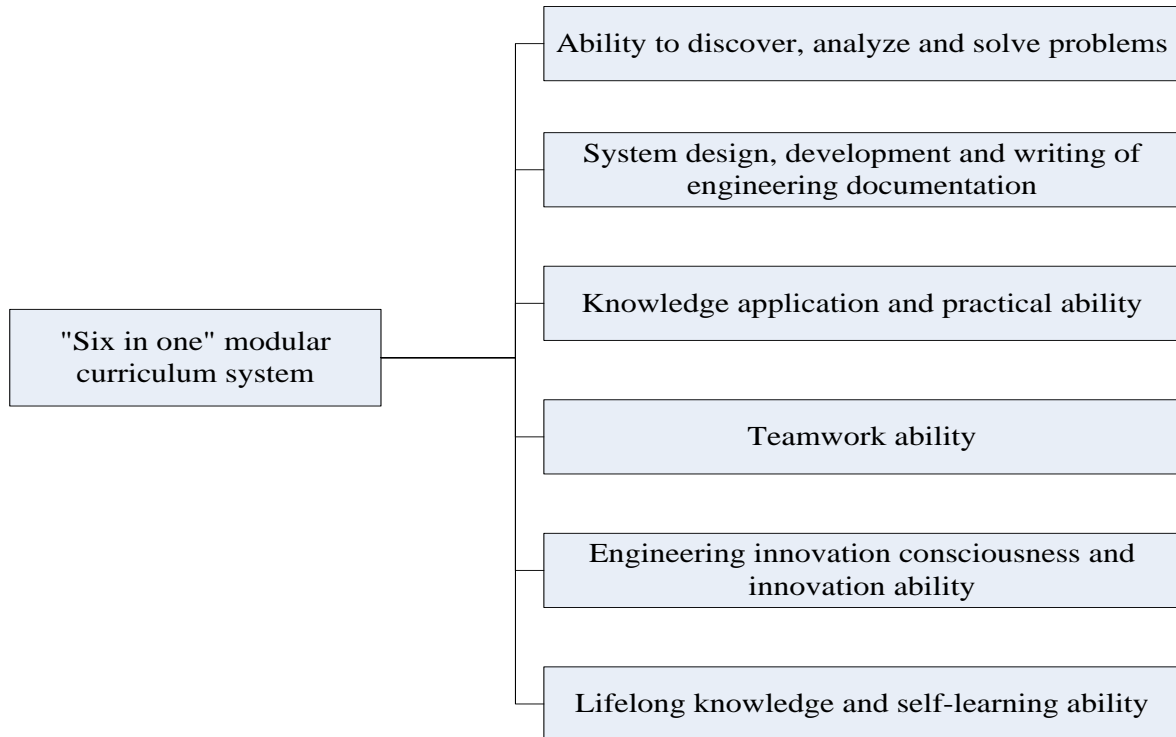 Ability to discover, analyze and solve problems
System design, development and writing of
engineering documentation
Knowledge application and practical ability
"Six in one" modular
curriculum system
Teamwork ability
Engineering innovation consciousness and
innovation ability
Lifelong knowledge and self-learning ability